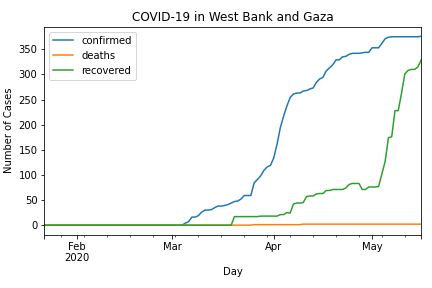 COVID-19 in West Bank and Gaza
confirmed
deaths
recovered
Number of Cases
350
300
250
200
150
100
50
0
Feb
2020
Mar
Apr
May
Day